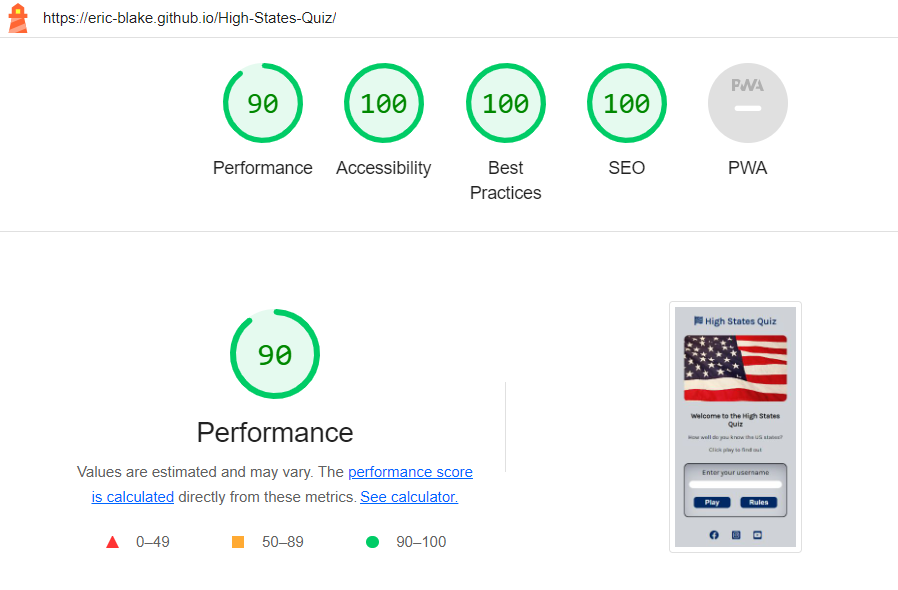 https://eric-blake.github.io/High-States-Quiz/
90
100
100
100
PWA
Performance
Accessibility
Best
Practices
SEO
PWA
90
Performance
Values are estimated and may vary. The performance score
is calculated directly from these metrics. See calculator.
0–49
50–89
90–100
High States Quiz
Welcome to the High States
Quiz
How well do you know the US states?
Click play to find out
Enter your username
Play
Rules